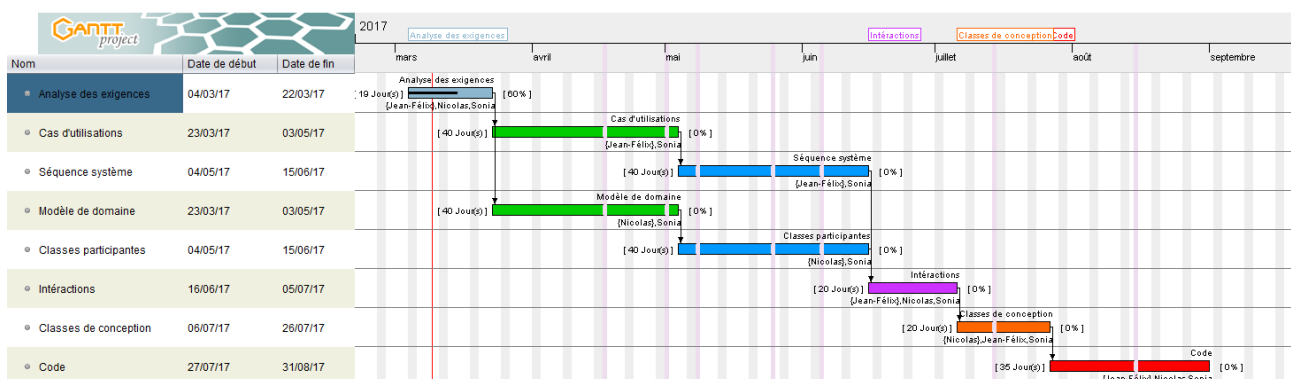 GANTT
project
2017
Analyse des exigences
Intéractions
Classes de conception
Code
Nom
Date de début
Date de fin
mars
avril
mai
juin
juillet
août
septembre
Analyse des exigences
04/03/17
22/03/17
Analyse des exigences
[ 19 Jour(s) ]
[ 60% ]
{Jean-Félix},Nicolas,Sonia
Cas d'utilisations
23/03/17
03/05/17
Cas d'utilisations
[ 40 Jour(s) ]
[ 0% ]
{Jean-Félix},Sonia
Séquence système
04/05/17
15/06/17
Séquence système
[ 40 Jour(s) ]
[ 0% ]
{Jean-Félix},Sonia
Modèle de domaine
23/03/17
03/05/17
Modèle de domaine
[ 40 Jour(s) ]
[ 0% ]
{Nicolas},Sonia
Classes participantes
04/05/17
15/06/17
Classes participantes
[ 40 Jour(s) ]
[ 0% ]
{Nicolas},Sonia
Intéractions
16/06/17
05/07/17
Intéractions
[ 20 Jour(s) ]
[ 0% ]
{Jean-Félix},Nicolas,Sonia
Classes de conception
06/07/17
26/07/17
Classes de conception
[ 20 Jour(s) ]
[ 0% ]
{Nicolas},Jean-Félix,Sonia
Code
27/07/17
31/08/17
Code
[ 35 Jour(s) ]
[ 0% ]
{Jean-Félix},Nicolas,Sonia